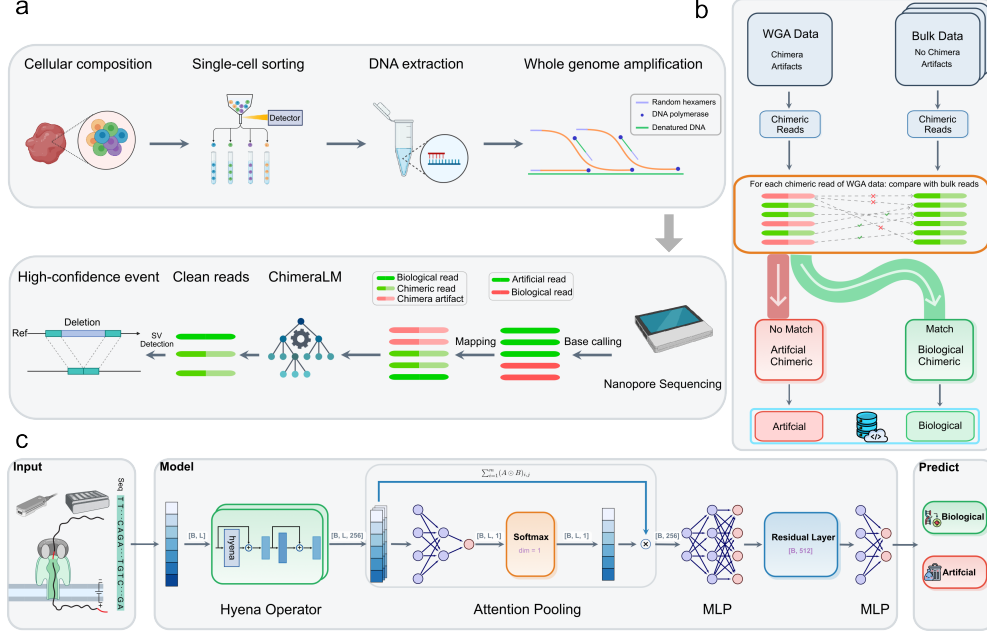 a
Cellular composition
Single-cell sorting
DNA extraction
Whole genome amplification
Detector
Random hexamers
DNA polymerase
Denatured DNA
High-confidence event
Clean reads
ChimeraLM
Biological read
Chimeric read
Chimera artifact
Artificial read
Biological read
Ref
Deletion
SV
Detection
Mapping
Base calling
Nanopore Sequencing
b
WGA Data
Chimera
Artifacts
Bulk Data
No Chimera
Artifacts
Chimeric
Reads
Chimeric
Reads
For each chimeric read of WGA data: compare with bulk reads
No Match
Artifcial
Chimeric
Match
Biological
Chimeric
Artifcial
Biological
c
Input
Seq
TT···CAGA···TGTC···GA
Model
[B, L]
hyena
Hyena Operator
[B, L, 256]
∑ᵐᵢ₌₁(A ⊙ B)ᵢ,ⱼ
[B, L, 1]
Softmax
dim = 1
[B, L, 1]
Attention Pooling
[B, 256]
MLP
Residual Layer
[B, 512]
MLP
Predict
Biological
Artifcial